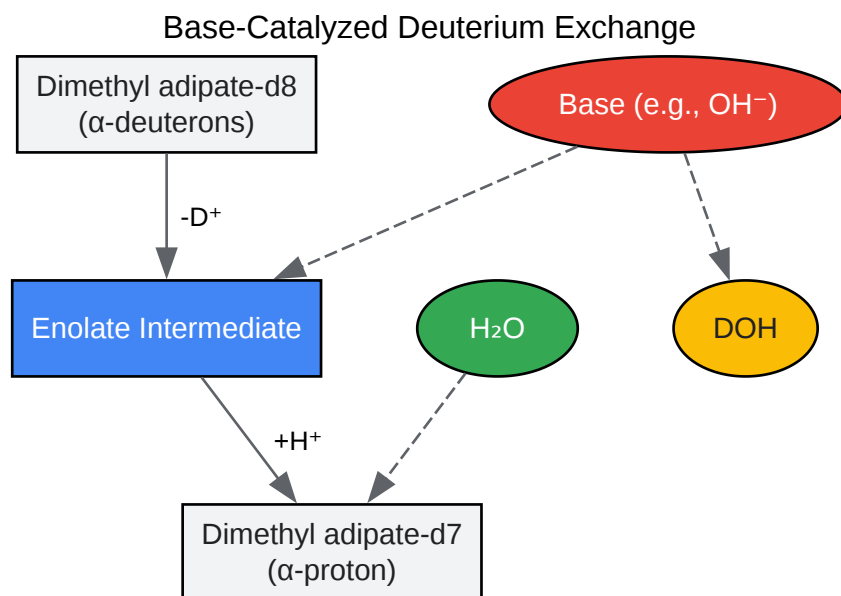 Base-Catalyzed Deuterium Exchange
Dimethyl adipate-d8
(α-deuterons)
Base (e.g., OH⁻)
-D⁺
Enolate Intermediate
H₂O
DOH
+H⁺
Dimethyl adipate-d7
(α-proton)